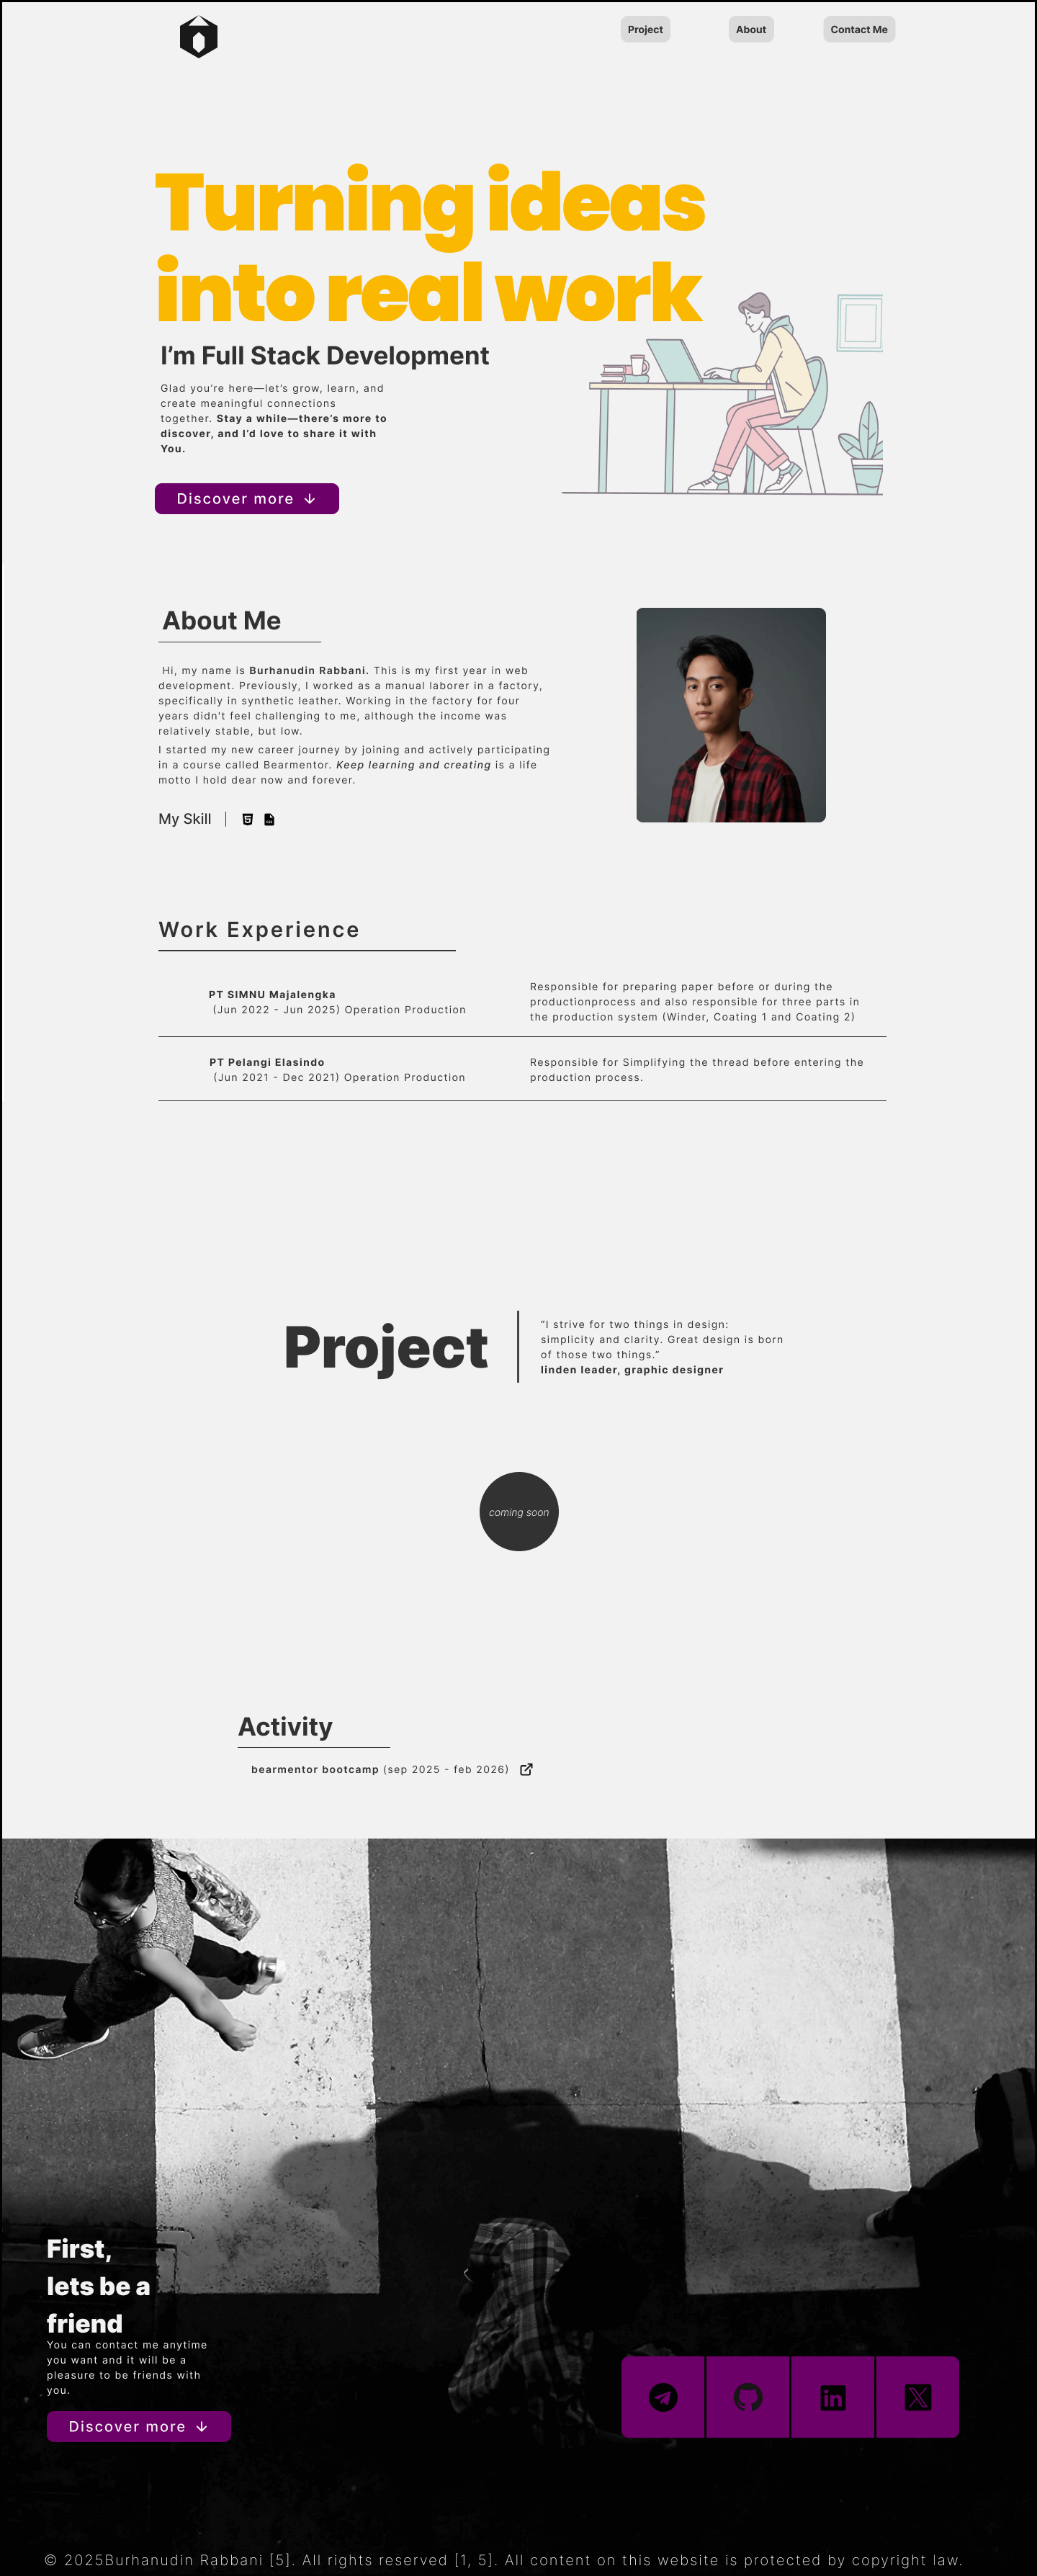 Project
About
Contact Me
Turning ideas
into real work
I’m Full Stack Development
Glad you’re here—let’s grow, learn, and
create meaningful connections
together. Stay a while—there’s more to
discover, and I’d love to share it with
You.
Discover more
About Me
Hi, my name is Burhanudin Rabbani. This is my first year in web
development. Previously, I worked as a manual laborer in a factory,
specifically in synthetic leather. Working in the factory for four
years didn't feel challenging to me, although the income was
relatively stable, but low.
I started my new career journey by joining and actively participating
in a course called Bearmentor. Keep learning and creating is a life
motto I hold dear now and forever.
My Skill
Work Experience
PT SIMNU Majalengka
(Jun 2022 - Jun 2025) Operation Production
Responsible for preparing paper before or during the
productionprocess and also responsible for three parts in
the production system (Winder, Coating 1 and Coating 2)
PT Pelangi Elasindo
(Jun 2021 - Dec 2021) Operation Production
Responsible for Simplifying the thread before entering the
production process.
Project
“I strive for two things in design:
simplicity and clarity. Great design is born
of those two things.”
linden leader, graphic designer
coming soon
Activity
bearmentor bootcamp (sep 2025 - feb 2026)
First,
lets be a
friend
You can contact me anytime
you want and it will be a
pleasure to be friends with
you.
Discover more
© 2025Burhanudin Rabbani [5]. All rights reserved [1, 5]. All content on this website is protected by copyright law.